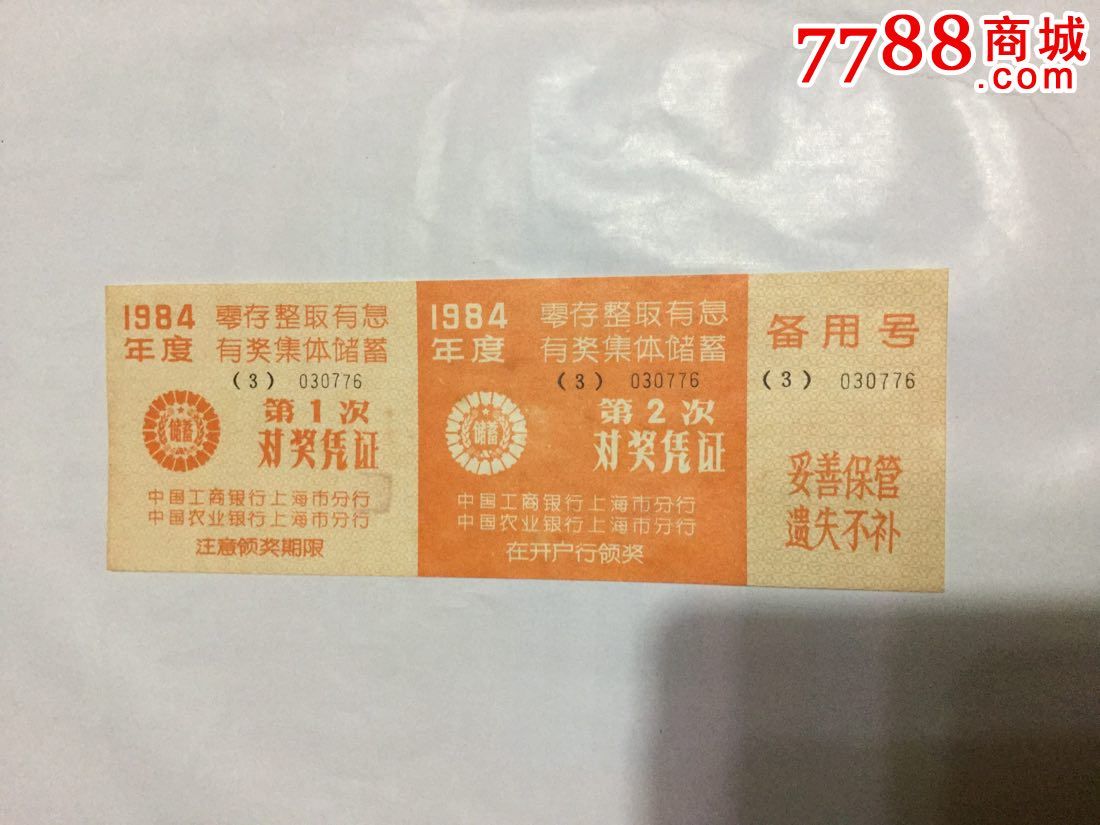 7788商城
.com
1984 零存整取有息
年度 有奖集体储蓄
(3) 030776
储蓄
第1次
对奖凭证
中国工商银行上海市分行
中国农业银行上海市分行
注意领奖期限
1984 零存整取有息
年度 有奖集体储蓄
(3) 030776
储蓄
第2次
对奖凭证
中国工商银行上海市分行
中国农业银行上海市分行
在开户行领奖
备用号
(3) 030776
妥善保管
遗失不补